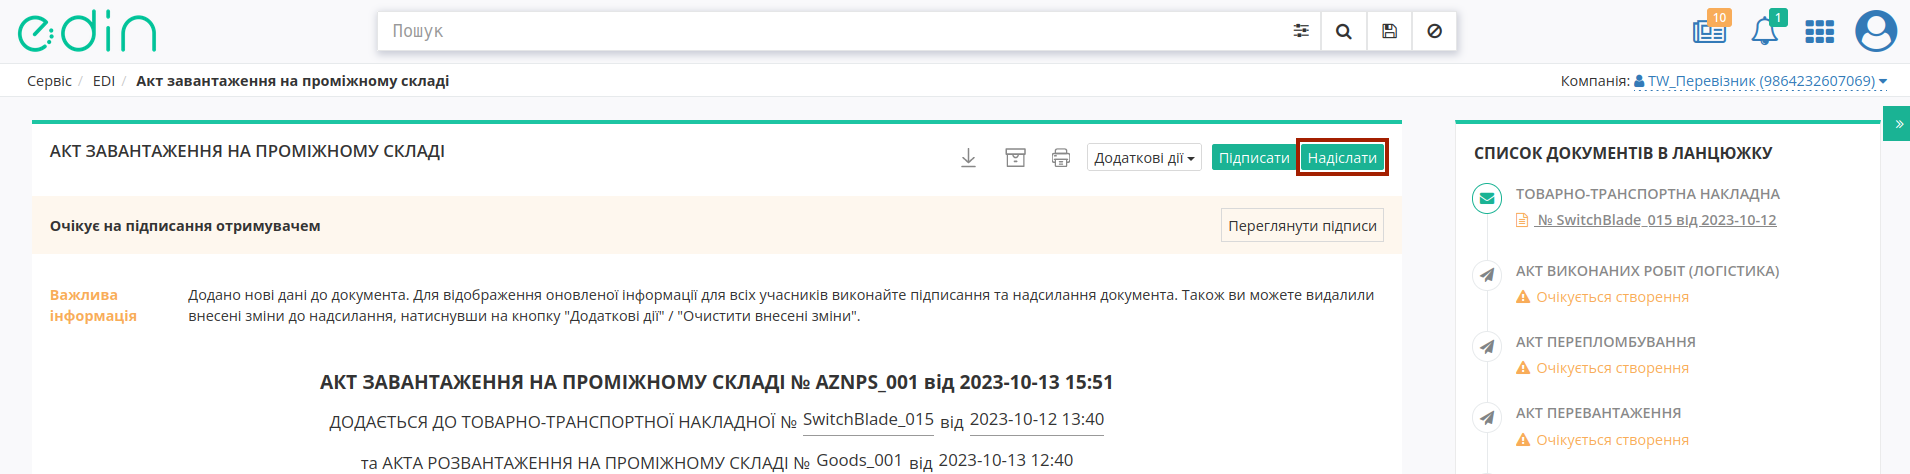 edin
Пошук
10
1
Сервіс / EDI / Акт завантаження на проміжному складі
Компанія: TW_Перевізник (9864232607069)
АКТ ЗАВАНТАЖЕННЯ НА ПРОМІЖНОМУ СКЛАДІ
Додаткові дії
Підписати
Надіслати
Очікує на підписання отримувачем
Переглянути підписи
Важлива
інформація
Додано нові дані до документа. Для відображення оновленої інформації для всіх учасників виконайте підписання та надсилання документа. Також ви можете видалили
внесені зміни до надсилання, натиснувши на кнопку "Додаткові дії" / "Очистити внесені зміни".
АКТ ЗАВАНТАЖЕННЯ НА ПРОМІЖНОМУ СКЛАДІ № AZNPS_001 від 2023-10-13 15:51
ДОДАЄТЬСЯ ДО ТОВАРНО-ТРАНСПОРТНОЇ НАКЛАДНОЇ № SwitchBlade_015 від 2023-10-12 13:40
та АКТА РОЗВАНТАЖЕННЯ НА ПРОМІЖНОМУ СКЛАДІ № Goods_001 від 2023-10-13 12:40
»
СПИСОК ДОКУМЕНТІВ В ЛАНЦЮЖКУ
ТОВАРНО-ТРАНСПОРТНА НАКЛАДНА
№ SwitchBlade_015 від 2023-10-12
АКТ ВИКОНАНИХ РОБІТ (ЛОГІСТИКА)
Очікується створення
АКТ ПЕРЕПЛОМБУВАННЯ
Очікується створення
АКТ ПЕРЕВАНТАЖЕННЯ
Очікується створення